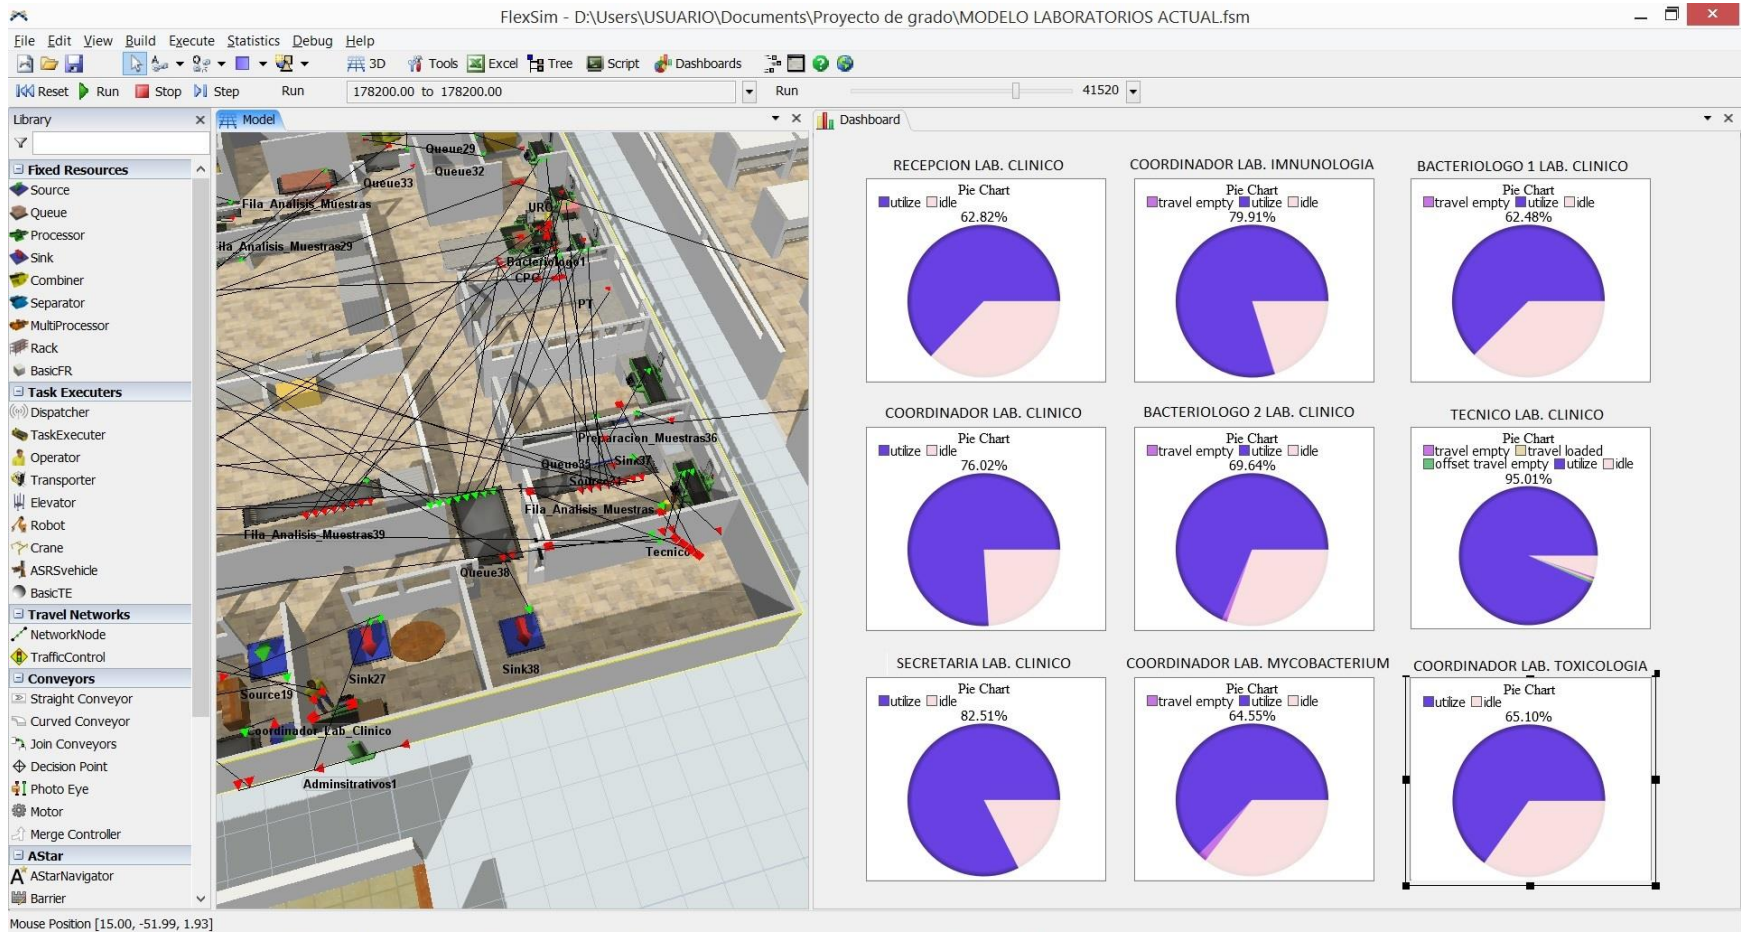 FlexSim - D:\Users\USUARIO\Documents\Proyecto de grado\MODELO LABORATORIOS ACTUAL.fsm
File Edit View Build Execute Statistics Debug Help
3D Tools Excel Tree Script Dashboards
Reset Run Stop Step Run 178200.00 to 178200.00 Run 41520
Library
Fixed Resources
Source
Queue
Processor
Sink
Combiner
Separator
MultiProcessor
Rack
BasicFR
Task Executers
Dispatcher
TaskExecuter
Operator
Transporter
Elevator
Robot
Crane
ASRSvehicle
BasicTE
Travel Networks
NetworkNode
TrafficControl
Conveyors
Straight Conveyor
Curved Conveyor
Join Conveyors
Decision Point
Photo Eye
Motor
Merge Controller
AStar
AStarNavigator
Barrier
Model
Queue29
Queue33
Queue32
Fila_Analisis_Muestras
URG
Analisis_Muestras29
Bacteriologo1
CPC
PT
Preparacion_Muestras36
Queue35
Sink37
Fila_Analisis_Muestras
Fila_Analisis_Muestras39
Tecnico
Queue38
Sink38
Sink27
Source19
Coordinador_Lab_Clinico
Adminsitrativos1
Dashboard
RECEPCION LAB. CLINICO
Pie Chart
utilize idle
62.82%
COORDINADOR LAB. IMNUNOLOGIA
Pie Chart
travel empty utilize idle
79.91%
BACTERIOLOGO 1 LAB. CLINICO
Pie Chart
travel empty utilize idle
62.48%
COORDINADOR LAB. CLINICO
Pie Chart
utilize idle
76.02%
BACTERIOLOGO 2 LAB. CLINICO
Pie Chart
travel empty utilize idle
69.64%
TECNICO LAB. CLINICO
Pie Chart
travel empty travel loaded
offset travel empty utilize idle
95.01%
SECRETARIA LAB. CLINICO
Pie Chart
utilize idle
82.51%
COORDINADOR LAB. MYCOBACTERIUM
Pie Chart
travel empty utilize idle
64.55%
COORDINADOR LAB. TOXICOLOGIA
Pie Chart
utilize idle
65.10%
Mouse Position [15.00, -51.99, 1.93]